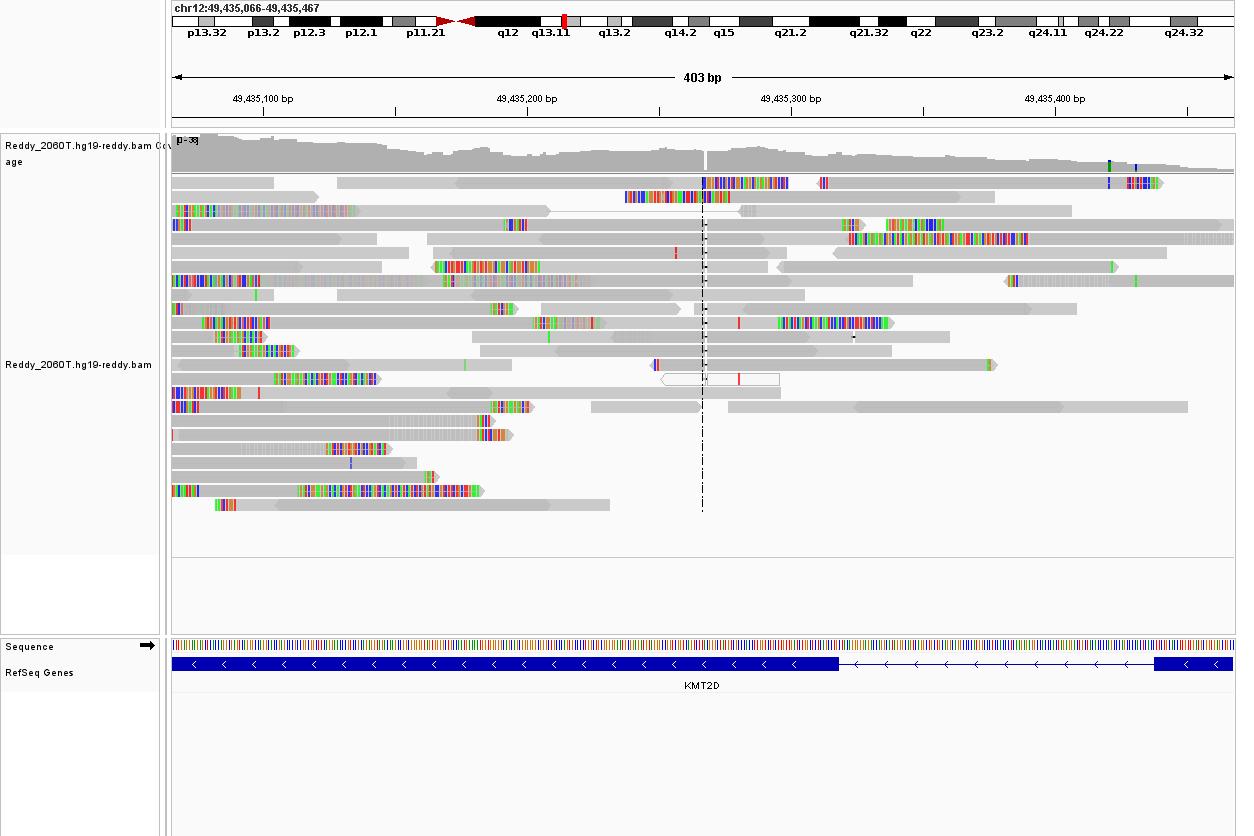 chr12:49,435,066-49,435,467
p13.32 p13.2 p12.3 p12.1 p11.21 q12 q13.11 q13.2 q14.2 q15 q21.2 q21.32 q22 q23.2 q24.11 q24.22 q24.32
403 bp
49,435,100 bp 49,435,200 bp 49,435,300 bp 49,435,400 bp
[0-38]
Reddy_2060T.hg19-reddy.bam Cov
age
Reddy_2060T.hg19-reddy.bam
Sequence
RefSeq Genes
KMT2D